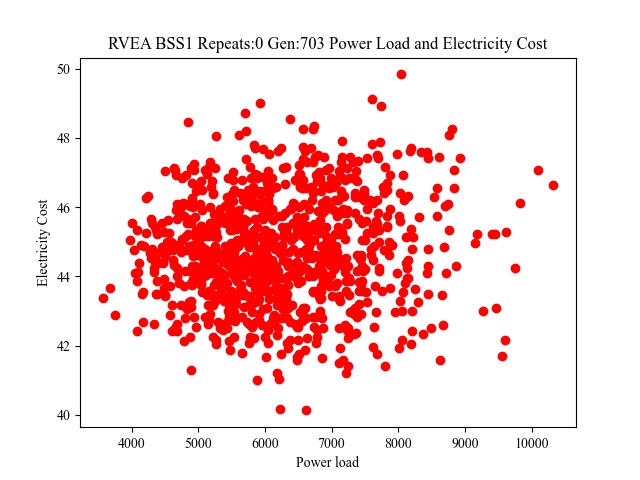 RVEA BSS1 Repeats:0 Gen:703 Power Load and Electricity Cost
50
48
46
44
42
40
Electricity Cost
4000 5000 6000 7000 8000 9000 10000
Power load